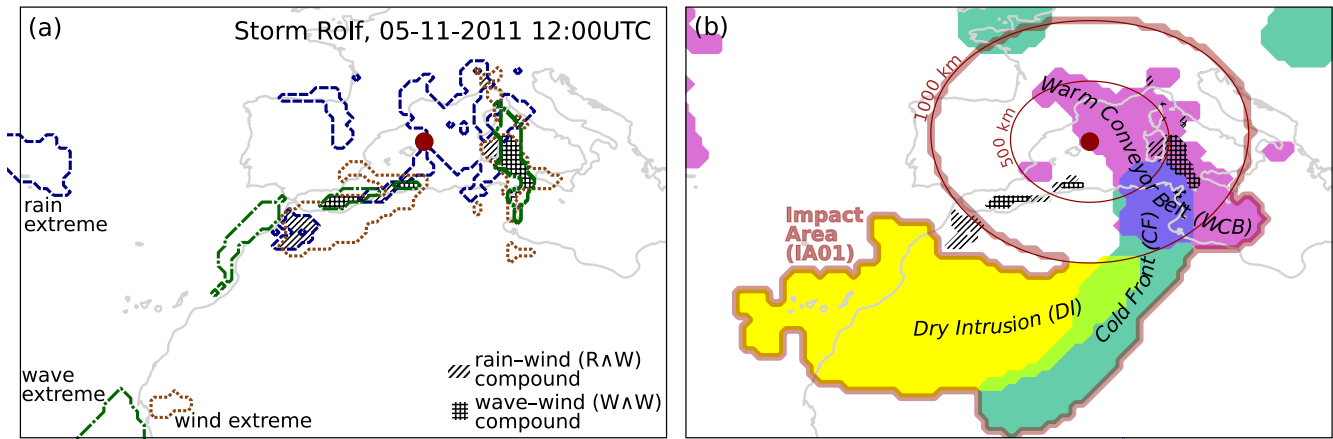 (a)
Storm Rolf, 05-11-2011 12:00UTC
rain
extreme
wave
extreme
wind extreme
rain–wind (R∧W)
compound
wave–wind (W∧W)
compound
(b)
1000 km
500 km
Warm Conveyor Belt (WCB)
Impact
Area
(IA01)
Dry Intrusion (DI)
Cold Front (CF)